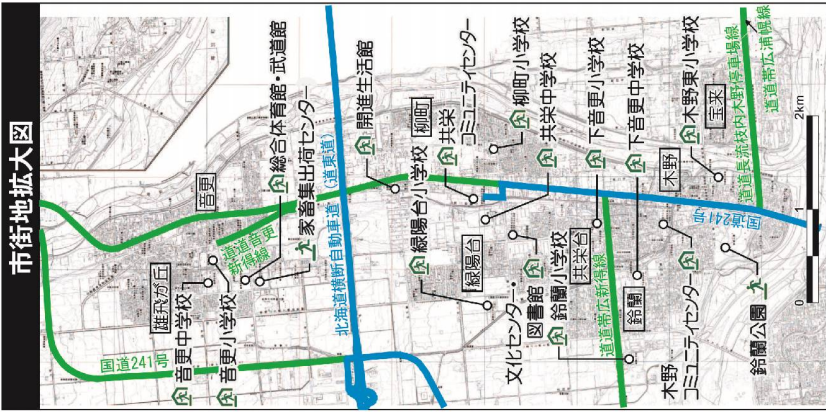 市街地拡大図
音更
雄飛が丘
音更中学校
音更小学校
道道音更
新得線
総合体育館・武道館
家畜集出荷センター
国道241号
北海道横断自動車道（道東道）
開進生活館
緑陽台小学校
柳町
共栄
コミュニティセンター
緑陽台
柳町小学校
共栄中学校
文化センター・
図書館
鈴蘭小学校
共栄台
下音更小学校
道道帯広新得線
鈴蘭
下音更中学校
木野
木野
コミュニティセンター
木野東小学校
宝来
国道241号
鈴蘭公園
道道長流枝内木野停車場線
道道帯広浦幌線
0
1
2km